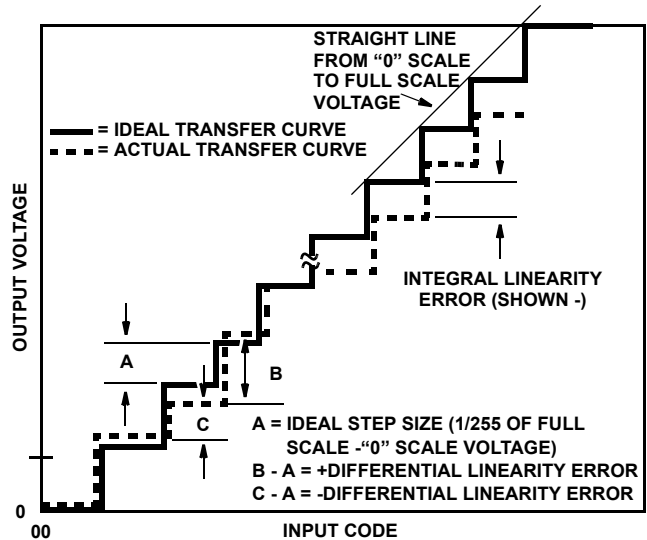 STRAIGHT LINE
FROM “0” SCALE
TO FULL SCALE
VOLTAGE
= IDEAL TRANSFER CURVE
= ACTUAL TRANSFER CURVE
OUTPUT VOLTAGE
INTEGRAL LINEARITY
ERROR (SHOWN -)
A
B
C
A = IDEAL STEP SIZE (1/255 OF FULL
SCALE -“0” SCALE VOLTAGE)
B - A = +DIFFERENTIAL LINEARITY ERROR
C - A = -DIFFERENTIAL LINEARITY ERROR
0
00
INPUT CODE